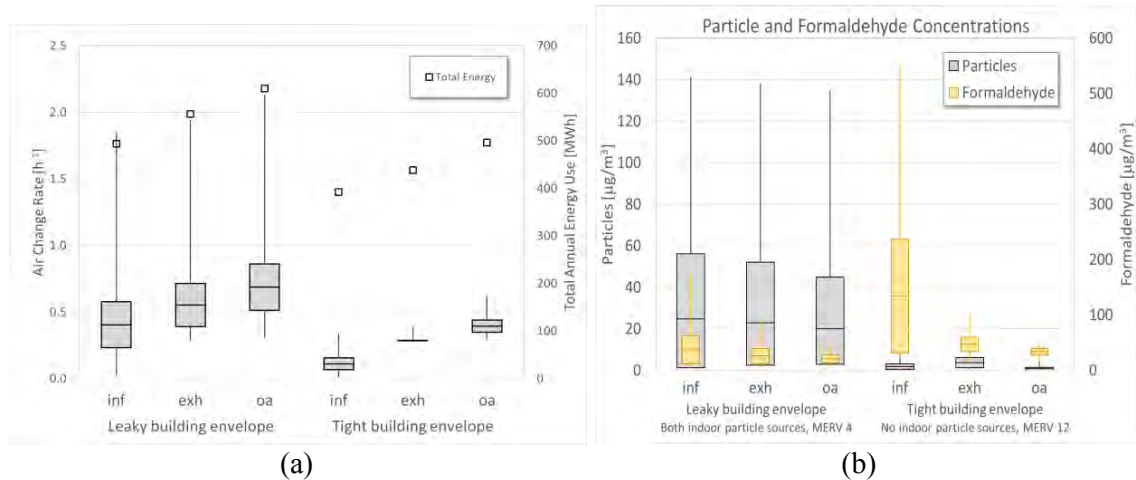 2.5
2.0
1.5
1.0
0.5
0.0
Air Change Rate [h⁻¹]
700
600
500
400
300
200
100
0
Total Annual Energy Use [MWh]
Total Energy
inf exh oa inf exh oa
Leaky building envelope Tight building envelope
(a)
Particle and Formaldehyde Concentrations
160
140
120
100
80
60
40
20
0
Particles [µg/m³]
600
500
400
300
200
100
0
Formaldehyde [µg/m³]
Particles
Formaldehyde
inf exh oa inf exh oa
Leaky building envelope Tight building envelope
Both indoor particle sources, MERV 4 No indoor particle sources, MERV 12
(b)